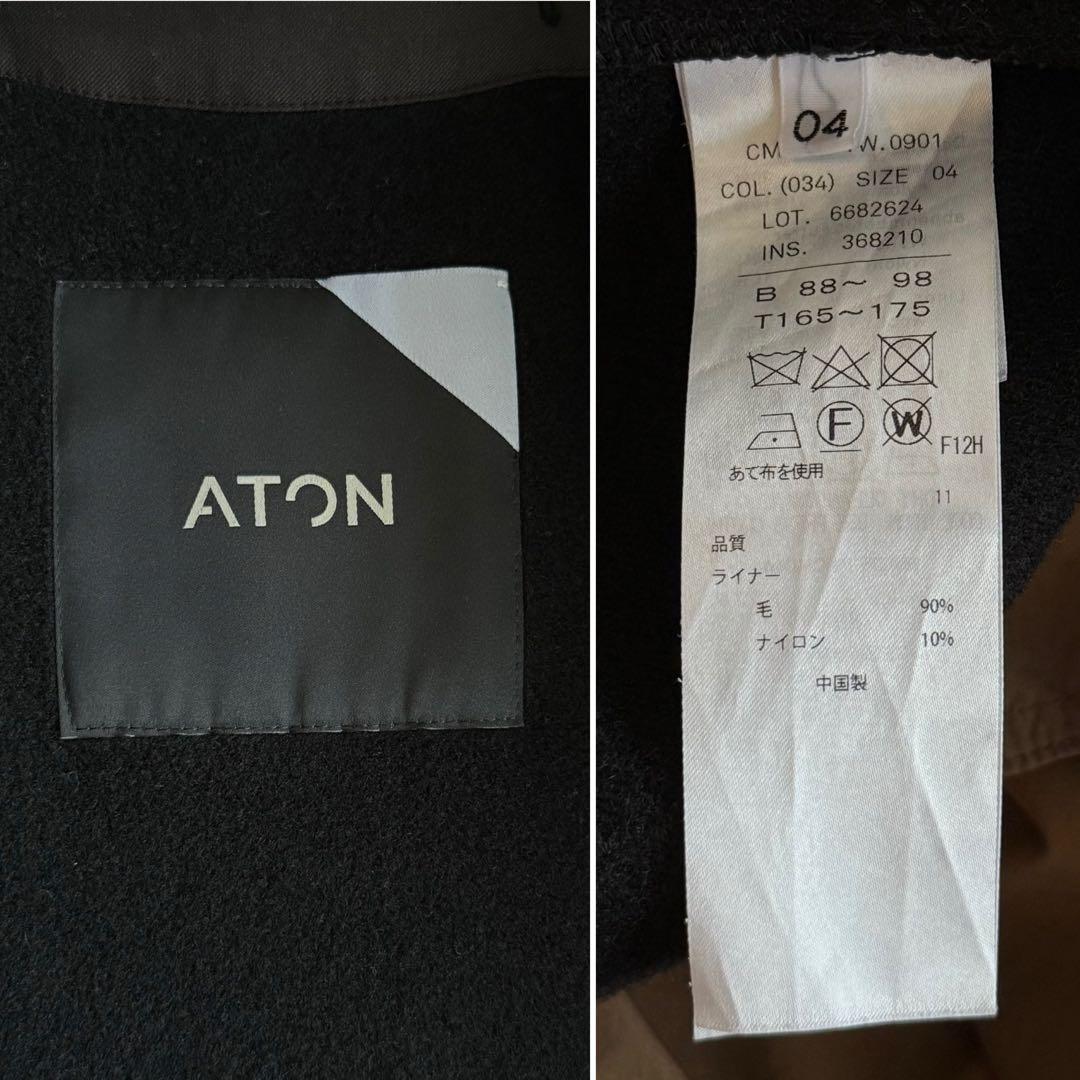 ATON
04
CM W.0901
COL.(034) SIZE 04
LOT. 6682624
INS. 368210
B 88～ 98
T165～175
F W F12H
あて布を使用
11
品質
ライナー
毛 90%
ナイロン 10%
中国製